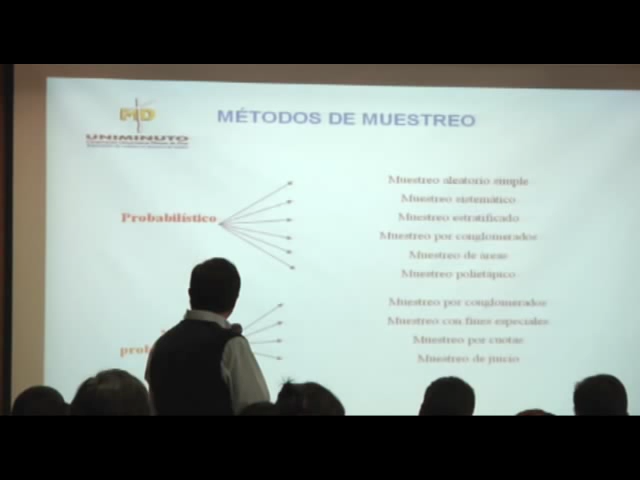 MD
MÉTODOS DE MUESTREO
UNIMINUTO
Muestreo aleatorio simple
Muestreo sistemático
Probabilístico
Muestreo estratificado
Muestreo por conglomerados
Muestreo de áreas
Muestreo polietápico
Muestreo por conglomerados
Muestreo con fines especiales
Muestreo por cuotas
Muestreo de juicio